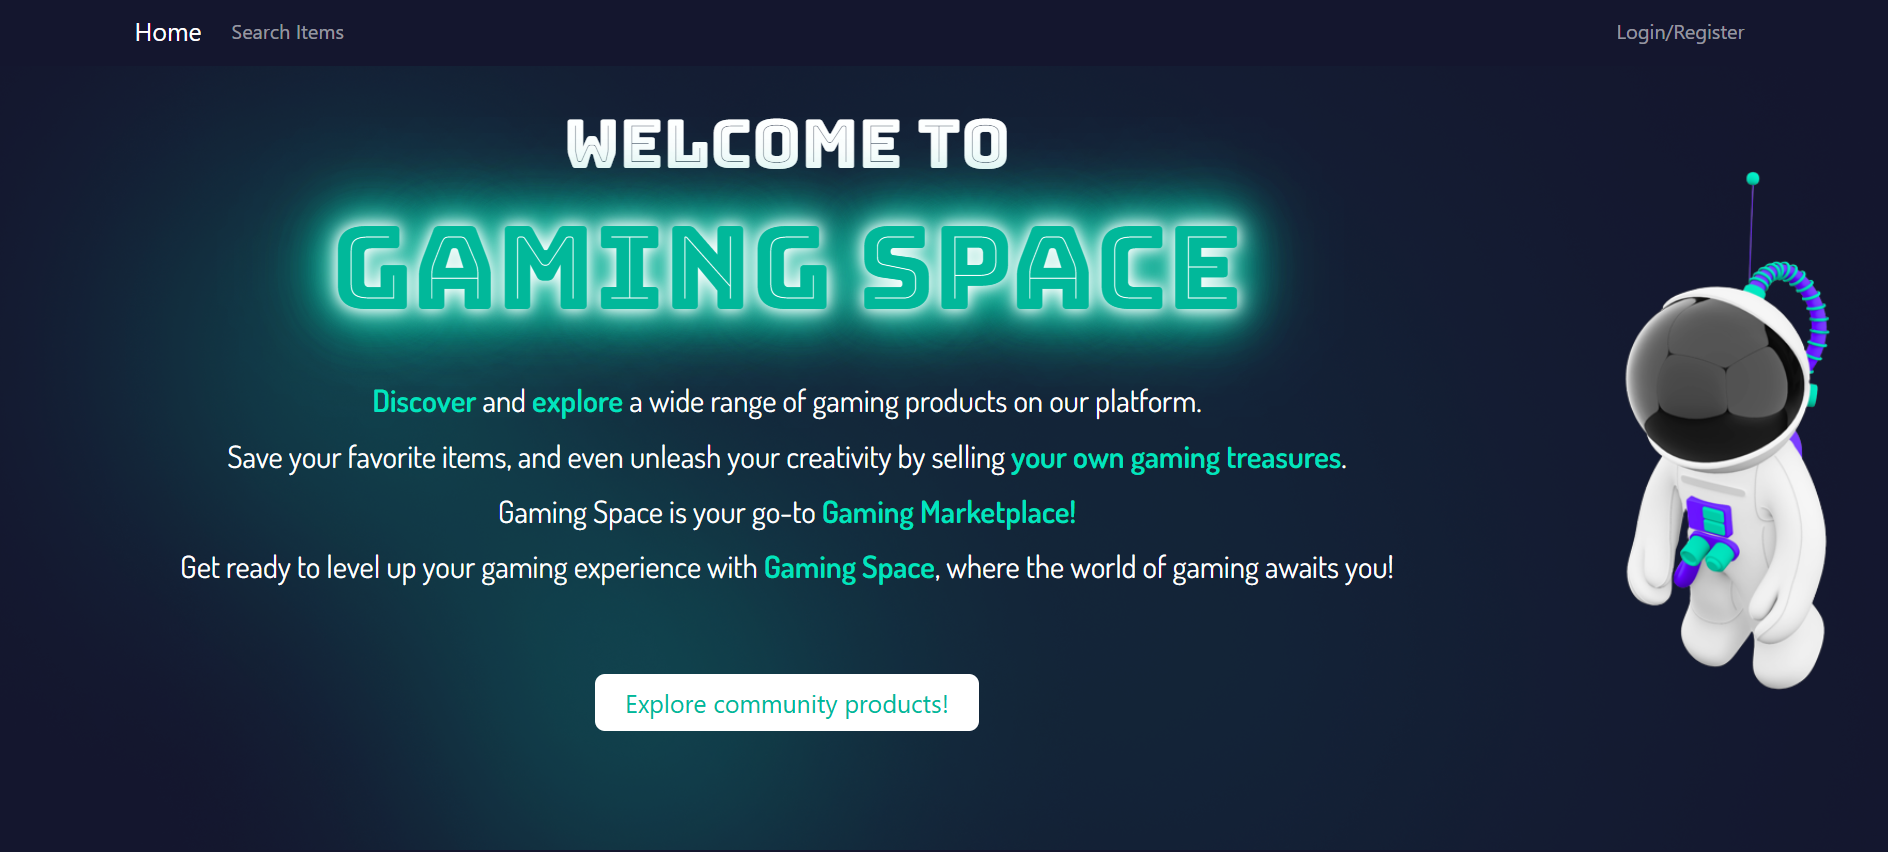 Home Search Items Login/Register
WELCOME TO
GAMING SPACE
Discover and explore a wide range of gaming products on our platform.
Save your favorite items, and even unleash your creativity by selling your own gaming treasures.
Gaming Space is your go-to Gaming Marketplace!
Get ready to level up your gaming experience with Gaming Space, where the world of gaming awaits you!
Explore community products!